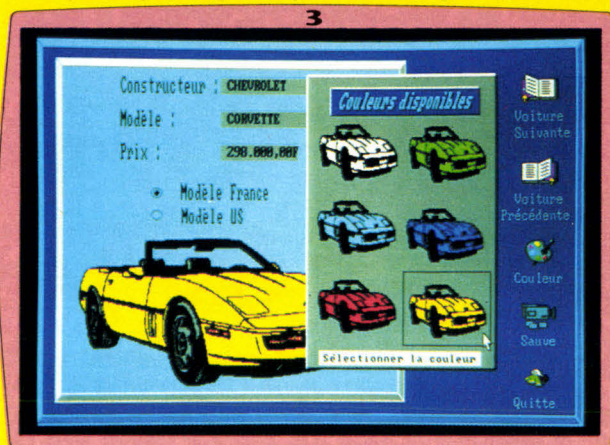 3
Constructeur : CHEVROLET
Modèle : CORVETTE
Prix : 298.000,00F
Modèle France
Modèle US
Couleurs disponibles
Sélectionner la couleur
Voiture
Suivante
Voiture
Précédente
Couleur
Sauve
Quitte